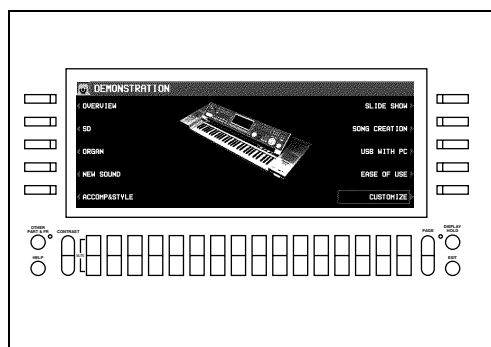 DEMONSTRATION
OVERVIEW
SLIDE SHOW
SD
SONG CREATION
ORGAN
USB WITH PC
NEW SOUND
EASE OF USE
ACCOMP&STYLE
CUSTOMIZE
OTHER PART & FR
CONTRAST
PAGE
DISPLAY HOLD
MUTE
HELP
EXIT